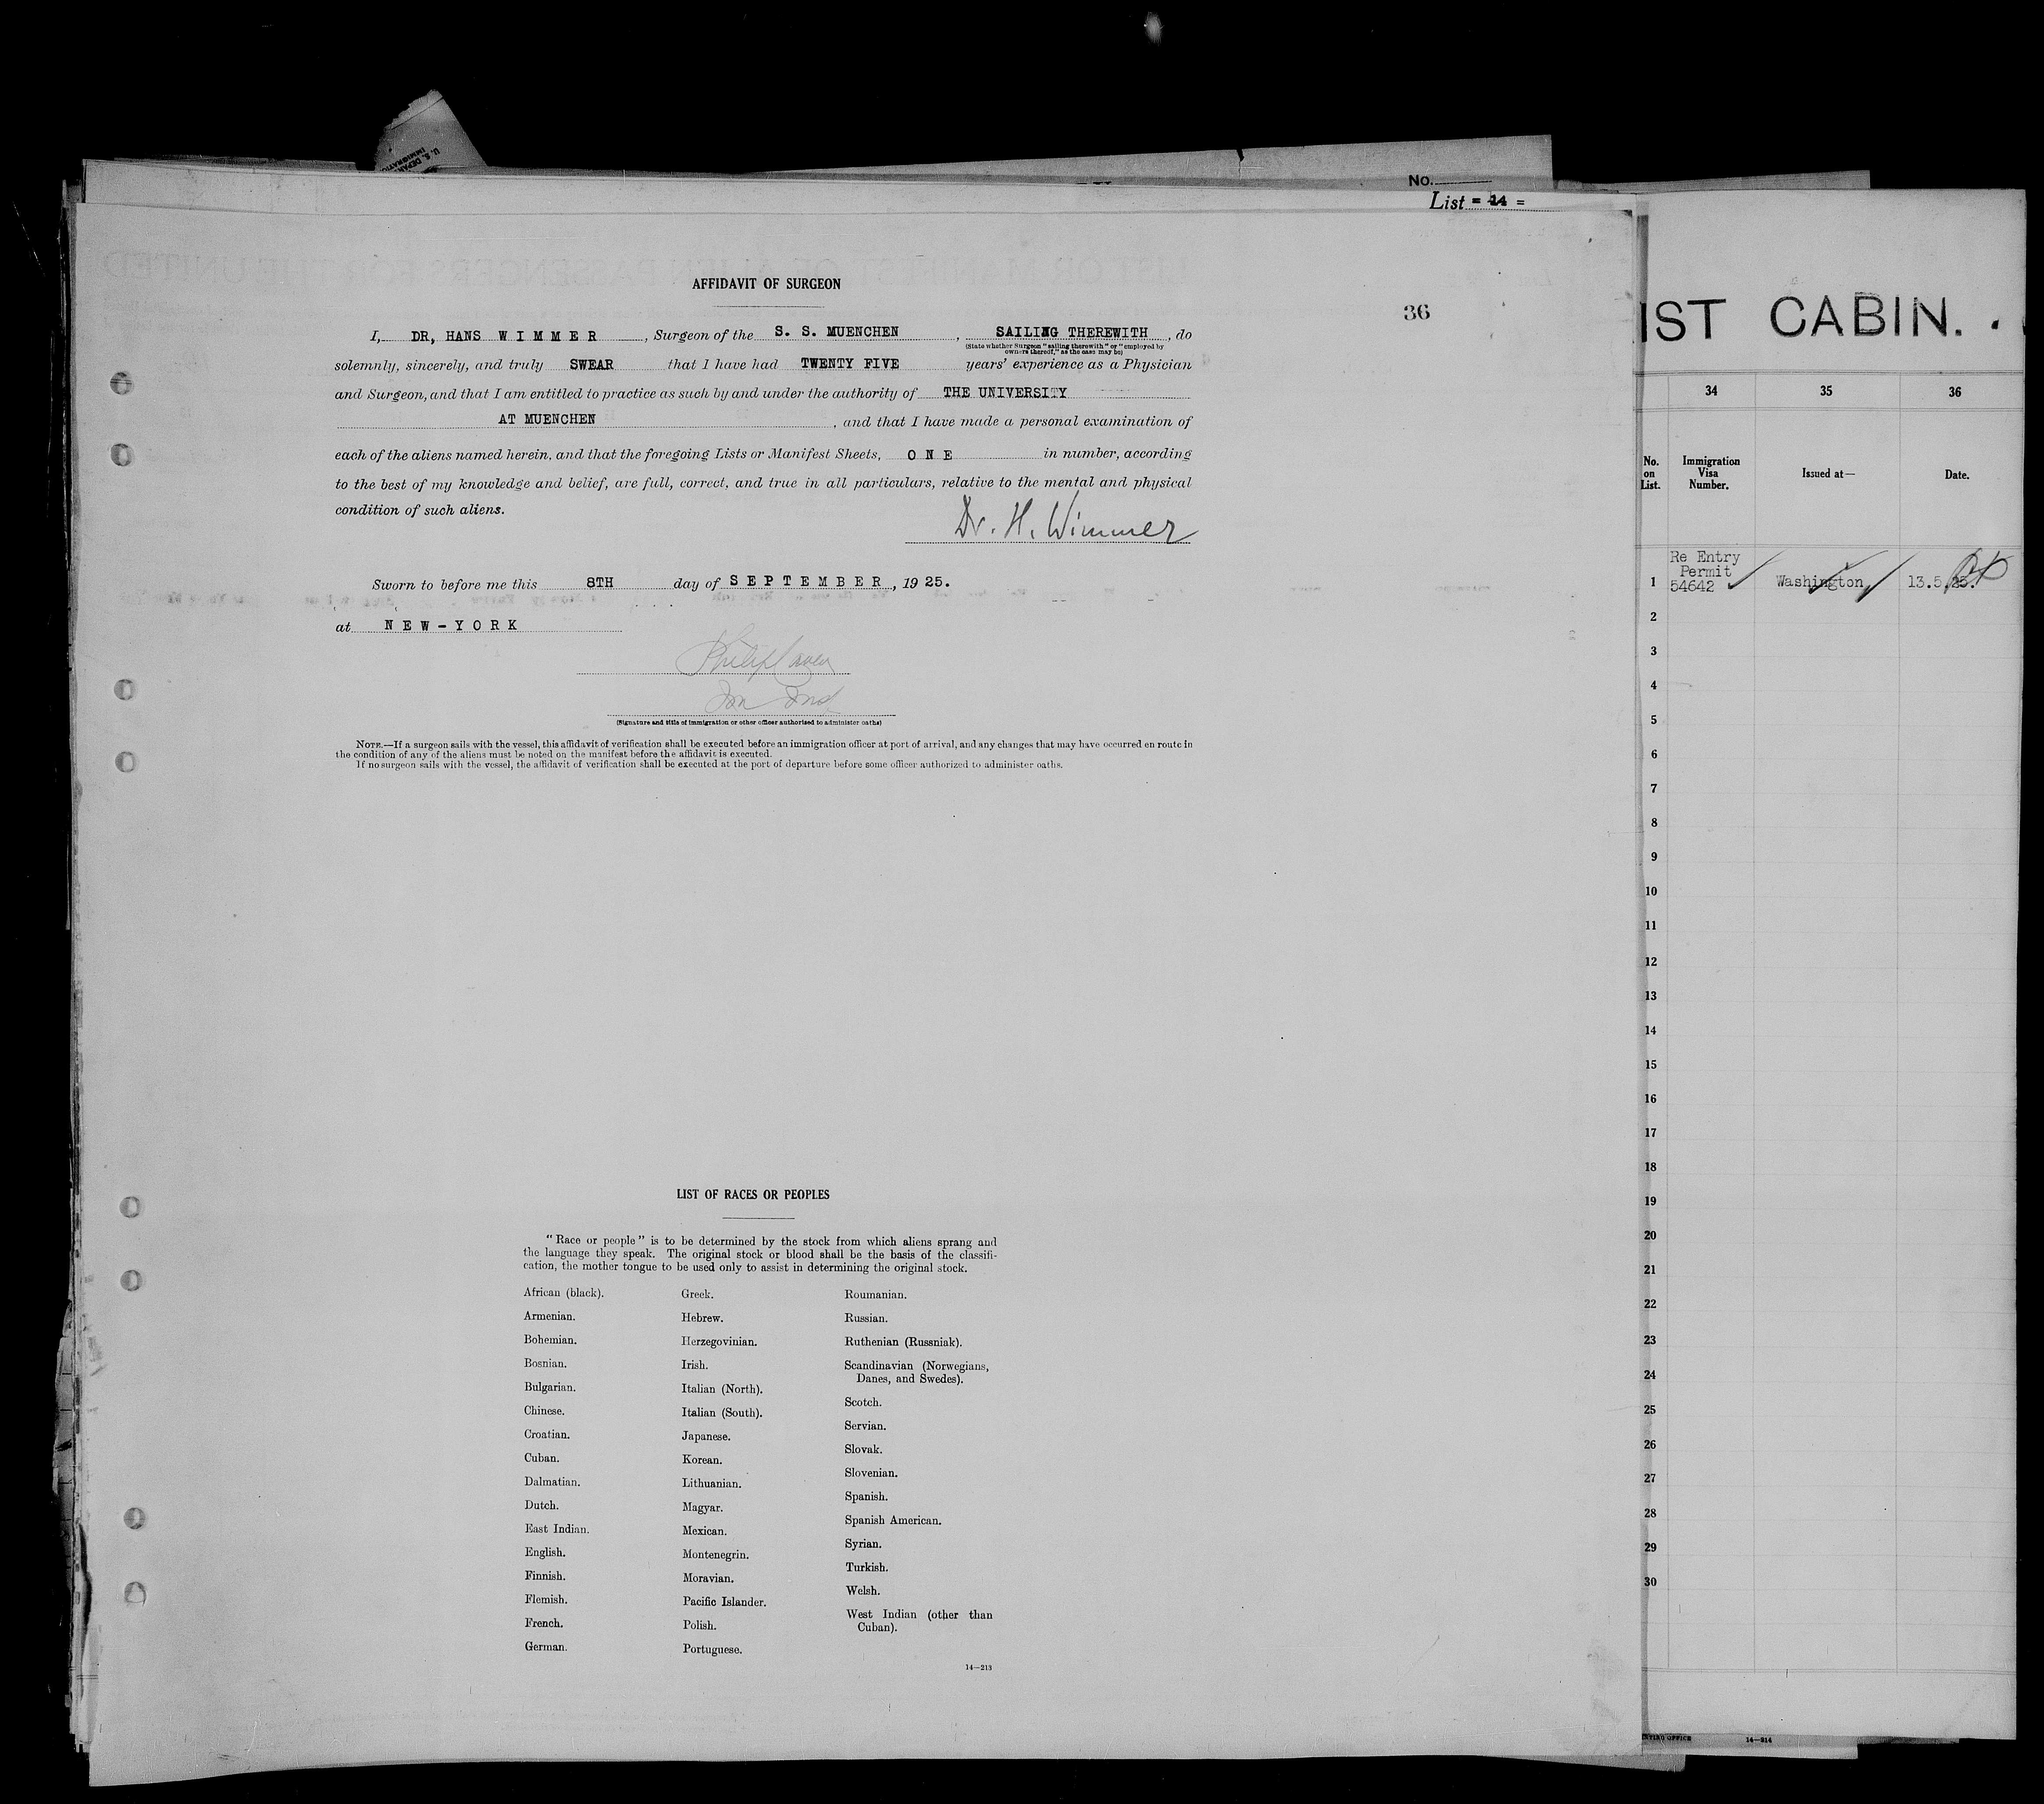 U. S. DEPAR
IMMIGRATIO
No.
List = 14 =
AFFIDAVIT OF SURGEON
36
I, DR, HANS W I M M E R, Surgeon of the S. S. MUENCHEN, SAILING THEREWITH, do
(State whether Surgeon "sailing therewith" or "employed by
owners thereof," as the case may be)
solemnly, sincerely, and truly SWEAR that I have had TWENTY FIVE years' experience as a Physician
and Surgeon, and that I am entitled to practice as such by and under the authority of THE UNIVERSITY
AT MUENCHEN, and that I have made a personal examination of
each of the aliens named herein, and that the foregoing Lists or Manifest Sheets, O N E in number, according
to the best of my knowledge and belief, are full, correct, and true in all particulars, relative to the mental and physical
condition of such aliens.
Dr. H. Wimmer
Sworn to before me this 8TH day of S E P T E M B E R, 19 25.
at N E W - Y O R K
(Signature and title of immigration or other officer authorized to administer oaths)
NOTE.—If a surgeon sails with the vessel, this affidavit of verification shall be executed before an immigration officer at port of arrival, and any changes that may have occurred en route in
the condition of any of the aliens must be noted on the manifest before the affidavit is executed.
If no surgeon sails with the vessel, the affidavit of verification shall be executed at the port of departure before some officer authorized to administer oaths.
LIST OF RACES OR PEOPLES
"Race or people" is to be determined by the stock from which aliens sprang and
the language they speak. The original stock or blood shall be the basis of the classifi-
cation, the mother tongue to be used only to assist in determining the original stock.
African (black).
Armenian.
Bohemian.
Bosnian.
Bulgarian.
Chinese.
Croatian.
Cuban.
Dalmatian.
Dutch.
East Indian.
English.
Finnish.
Flemish.
French.
German.
Greek.
Hebrew.
Herzegovinian.
Irish.
Italian (North).
Italian (South).
Japanese.
Korean.
Lithuanian.
Magyar.
Mexican.
Montenegrin.
Moravian.
Pacific Islander.
Polish.
Portuguese.
Roumanian.
Russian.
Ruthenian (Russniak).
Scandinavian (Norwegians,
Danes, and Swedes).
Scotch.
Servian.
Slovak.
Slovenian.
Spanish.
Spanish American.
Syrian.
Turkish.
Welsh.
West Indian (other than
Cuban).
14—213
IST CABIN.
34 35 36
No.
on
List.
Immigration
Visa
Number.
Issued at—
Date.
1 Re Entry
Permit
54642 Washington 13.5.25.
2
3
4
5
6
7
8
9
10
11
12
13
14
15
16
17
18
19
20
21
22
23
24
25
26
27
28
29
30
NTING OFFICE 14—214